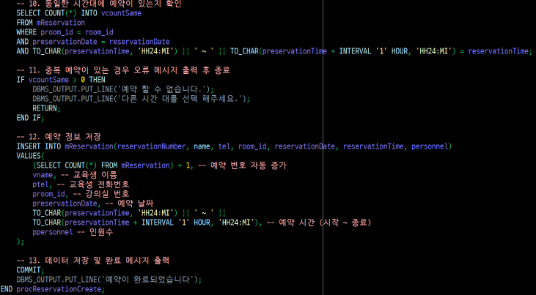 -- 10. 동일한 시간대에 예약이 있는지 확인
SELECT COUNT(*) INTO vcountSame
FROM mReservation
WHERE proom_id = room_id
AND preservationDate = reservationDate
AND TO_CHAR(preservationTime, 'HH24:MI') || ' ~ ' || TO_CHAR(preservationTime + INTERVAL '1' HOUR, 'HH24:MI') = reservationTime;
-- 11. 중복 예약이 있는 경우 오류 메시지 출력 후 종료
IF vcountSame > 0 THEN
DBMS_OUTPUT.PUT_LINE('예약 할 수 없습니다.');
DBMS_OUTPUT.PUT_LINE('다른 시간 대를 선택 해주세요.');
RETURN;
END IF;
-- 12. 예약 정보 저장
INSERT INTO mReservation(reservationNumber, name, tel, room_id, reservationDate, reservationTime, personnel)
VALUES(
(SELECT COUNT(*) FROM mReservation) + 1, -- 예약 번호 자동 증가
vname, -- 교육생 이름
ptel, -- 교육생 전화번호
proom_id, -- 강의실 번호
preservationDate, -- 예약 날짜
TO_CHAR(preservationTime, 'HH24:MI') || ' ~ ' ||
TO_CHAR(preservationTime + INTERVAL '1' HOUR, 'HH24:MI'), -- 예약 시간 (시작 ~ 종료)
ppersonnel -- 인원수
);
-- 13. 데이터 저장 및 완료 메시지 출력
COMMIT;
DBMS_OUTPUT.PUT_LINE('예약이 완료되었습니다');
END procReservationCreate;